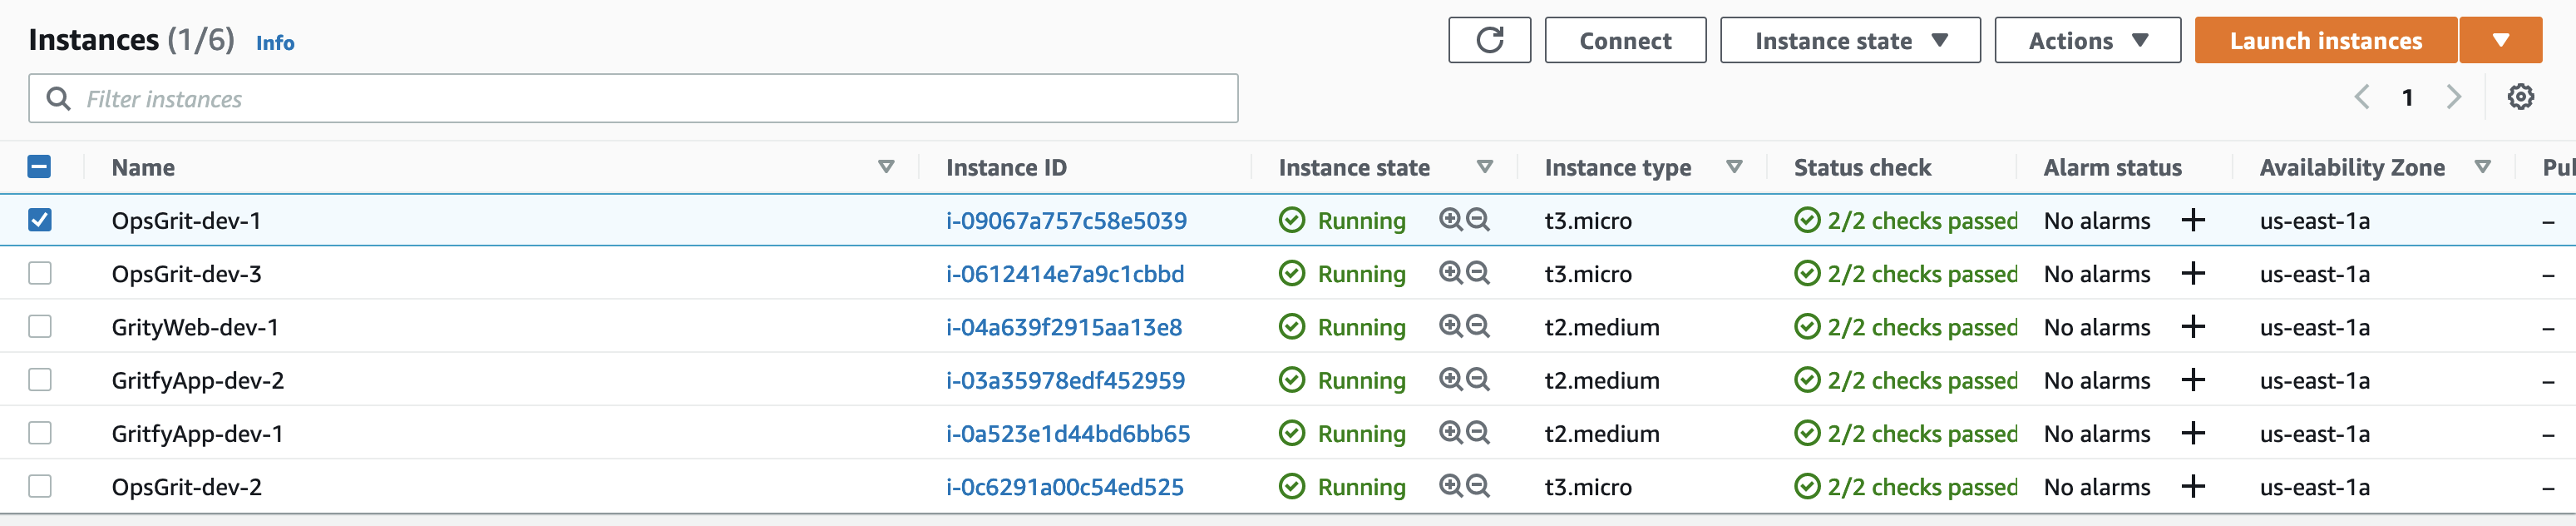 Instances (1/6) Info Connect Instance state Actions Launch instances
Filter instances 1
Name Instance ID Instance state Instance type Status check Alarm status Availability Zone Pul
OpsGrit-dev-1 i-09067a757c58e5039 Running t3.micro 2/2 checks passed No alarms + us-east-1a –
OpsGrit-dev-3 i-0612414e7a9c1cbbd Running t3.micro 2/2 checks passed No alarms + us-east-1a –
GrityWeb-dev-1 i-04a639f2915aa13e8 Running t2.medium 2/2 checks passed No alarms + us-east-1a –
GritfyApp-dev-2 i-03a35978edf452959 Running t2.medium 2/2 checks passed No alarms + us-east-1a –
GritfyApp-dev-1 i-0a523e1d44bd6bb65 Running t2.medium 2/2 checks passed No alarms + us-east-1a –
OpsGrit-dev-2 i-0c6291a00c54ed525 Running t3.micro 2/2 checks passed No alarms + us-east-1a –